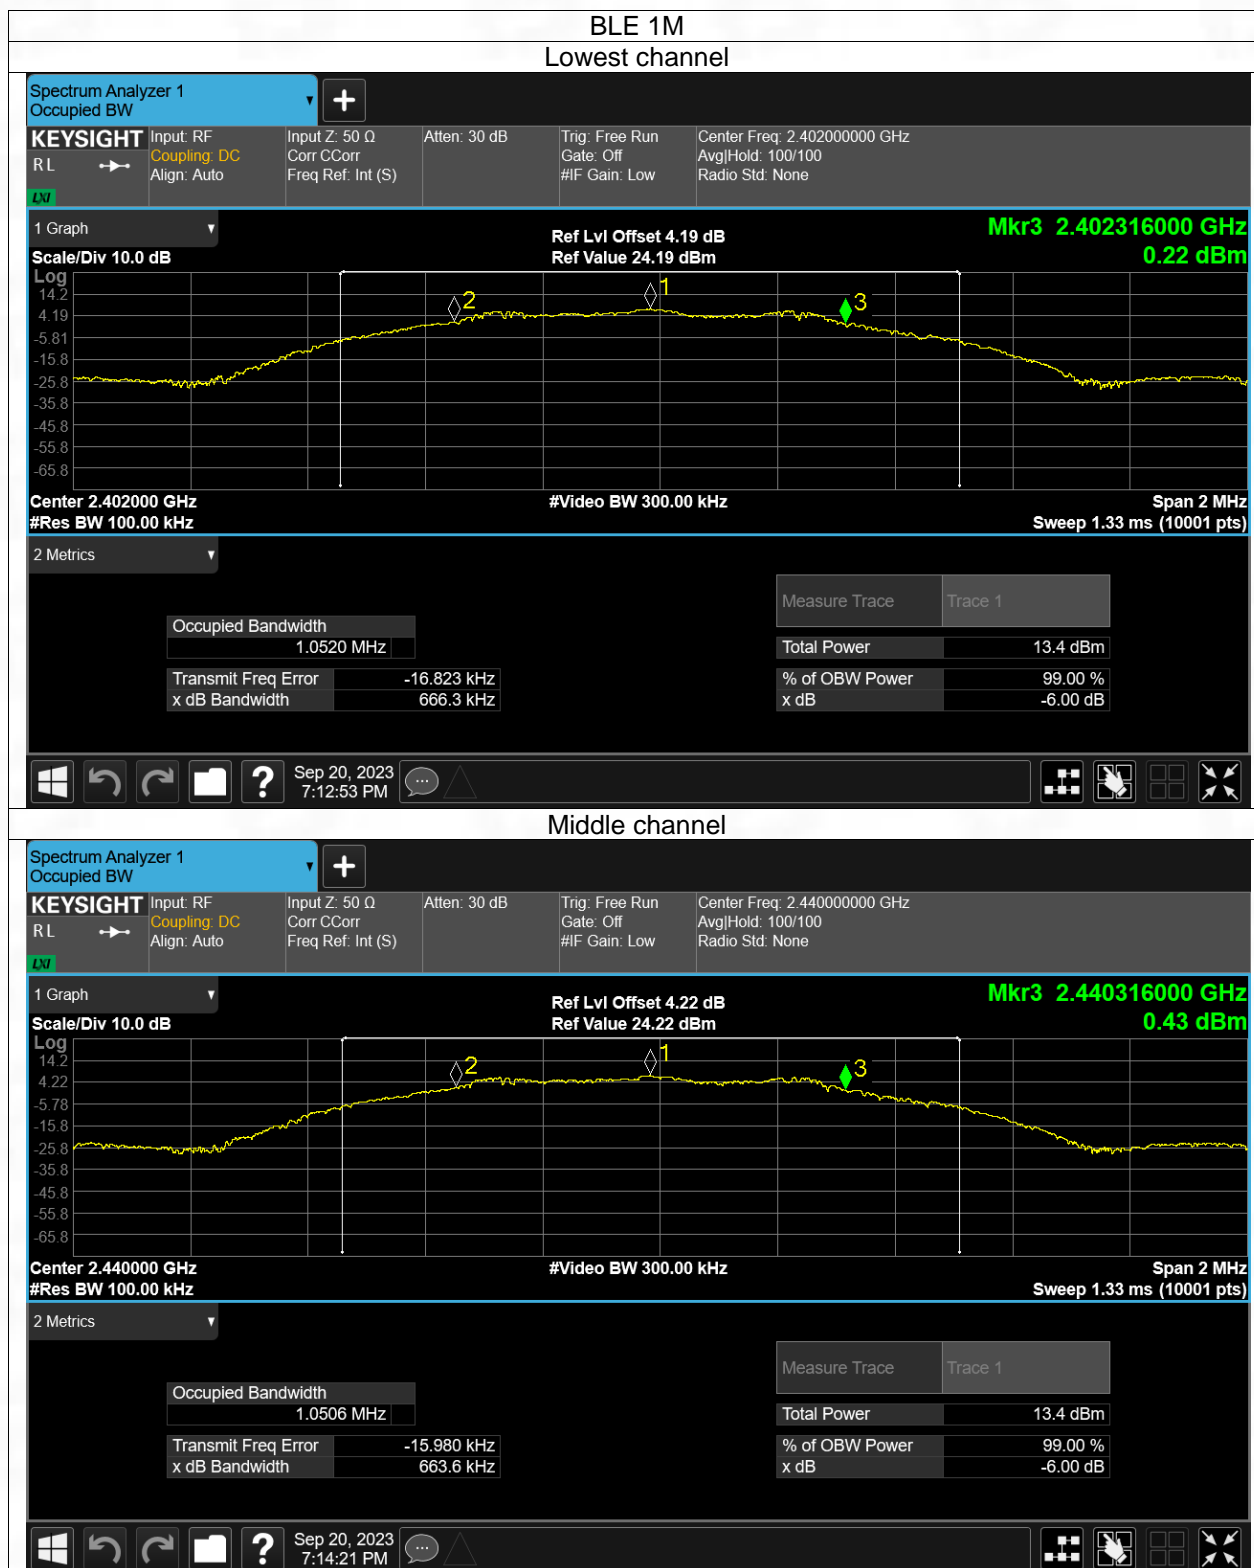 BLE 1M
Lowest channel
Spectrum Analyzer 1
Occupied BW
KEYSIGHT
R L
LXI
Input: RF
Coupling: DC
Align: Auto
Input Z: 50 Ω
Corr CCorr
Freq Ref: Int (S)
Atten: 30 dB
Trig: Free Run
Gate: Off
#IF Gain: Low
Center Freq: 2.402000000 GHz
Avg|Hold: 100/100
Radio Std: None
1 Graph
Scale/Div 10.0 dB
Ref Lvl Offset 4.19 dB
Ref Value 24.19 dBm
Mkr3 2.402316000 GHz
0.22 dBm
Log
14.2
4.19
-5.81
-15.8
-25.8
-35.8
-45.8
-55.8
-65.8
2
1
3
Center 2.402000 GHz
#Video BW 300.00 kHz
Span 2 MHz
#Res BW 100.00 kHz
Sweep 1.33 ms (10001 pts)
2 Metrics
Measure Trace Trace 1
Occupied Bandwidth
1.0520 MHz
Total Power 13.4 dBm
Transmit Freq Error -16.823 kHz
% of OBW Power 99.00 %
x dB Bandwidth 666.3 kHz
x dB -6.00 dB
?
Sep 20, 2023
7:12:53 PM
Middle channel
Spectrum Analyzer 1
Occupied BW
KEYSIGHT
R L
LXI
Input: RF
Coupling: DC
Align: Auto
Input Z: 50 Ω
Corr CCorr
Freq Ref: Int (S)
Atten: 30 dB
Trig: Free Run
Gate: Off
#IF Gain: Low
Center Freq: 2.440000000 GHz
Avg|Hold: 100/100
Radio Std: None
1 Graph
Scale/Div 10.0 dB
Ref Lvl Offset 4.22 dB
Ref Value 24.22 dBm
Mkr3 2.440316000 GHz
0.43 dBm
Log
14.2
4.22
-5.78
-15.8
-25.8
-35.8
-45.8
-55.8
-65.8
2
1
3
Center 2.440000 GHz
#Video BW 300.00 kHz
Span 2 MHz
#Res BW 100.00 kHz
Sweep 1.33 ms (10001 pts)
2 Metrics
Measure Trace Trace 1
Occupied Bandwidth
1.0506 MHz
Total Power 13.4 dBm
Transmit Freq Error -15.980 kHz
% of OBW Power 99.00 %
x dB Bandwidth 663.6 kHz
x dB -6.00 dB
?
Sep 20, 2023
7:14:21 PM